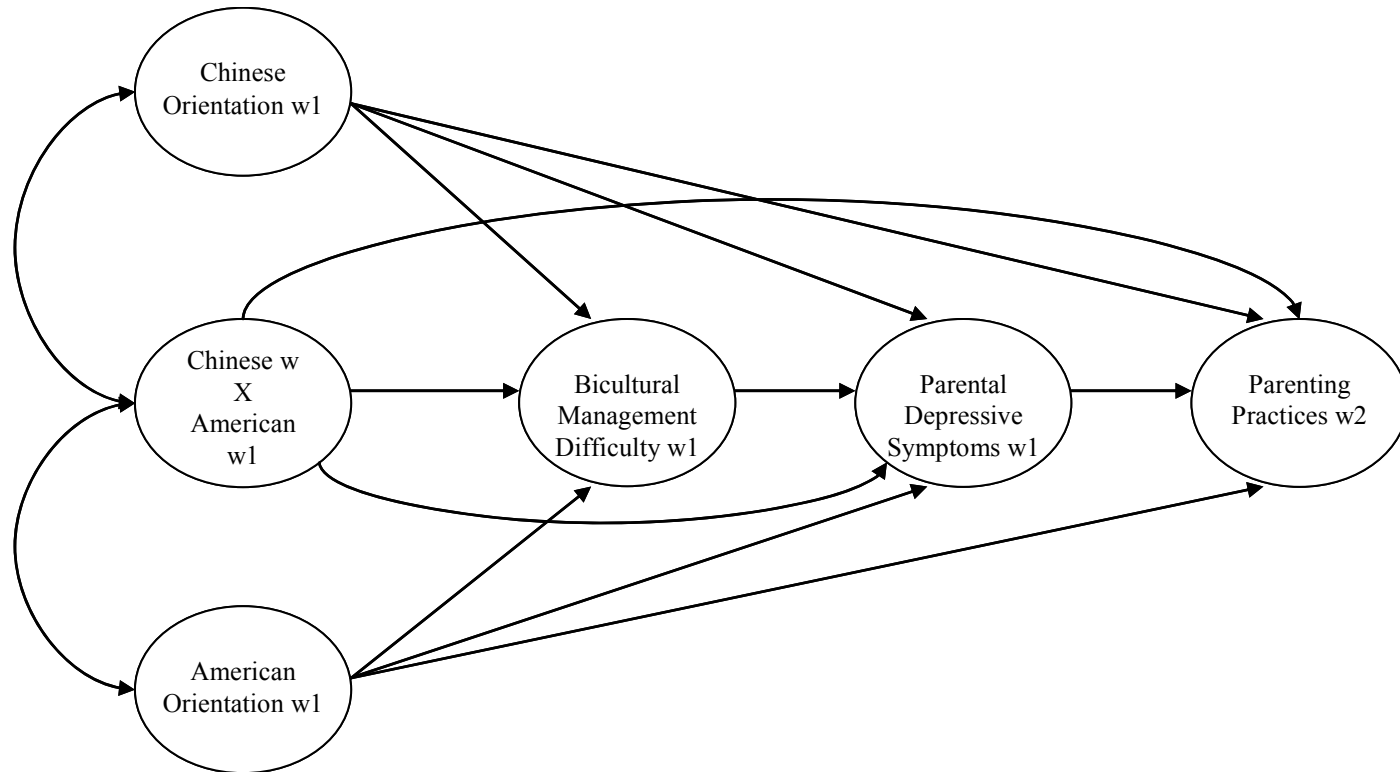 Chinese
Orientation w1
Chinese w
X
American
w1
Bicultural
Management
Difficulty w1
Parental
Depressive
Symptoms w1
Parenting
Practices w2
American
Orientation w1